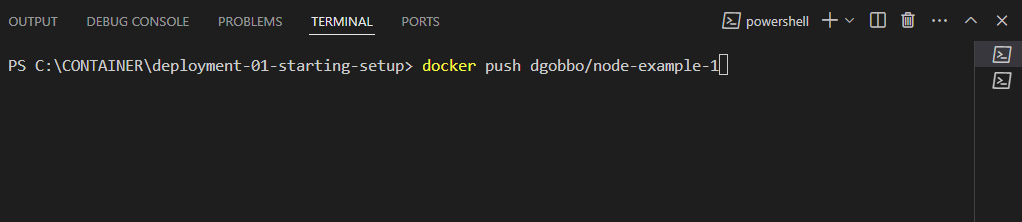 OUTPUT DEBUG CONSOLE PROBLEMS TERMINAL PORTS powershell
PS C:\CONTAINER\deployment-01-starting-setup> docker push dgobbo/node-example-1